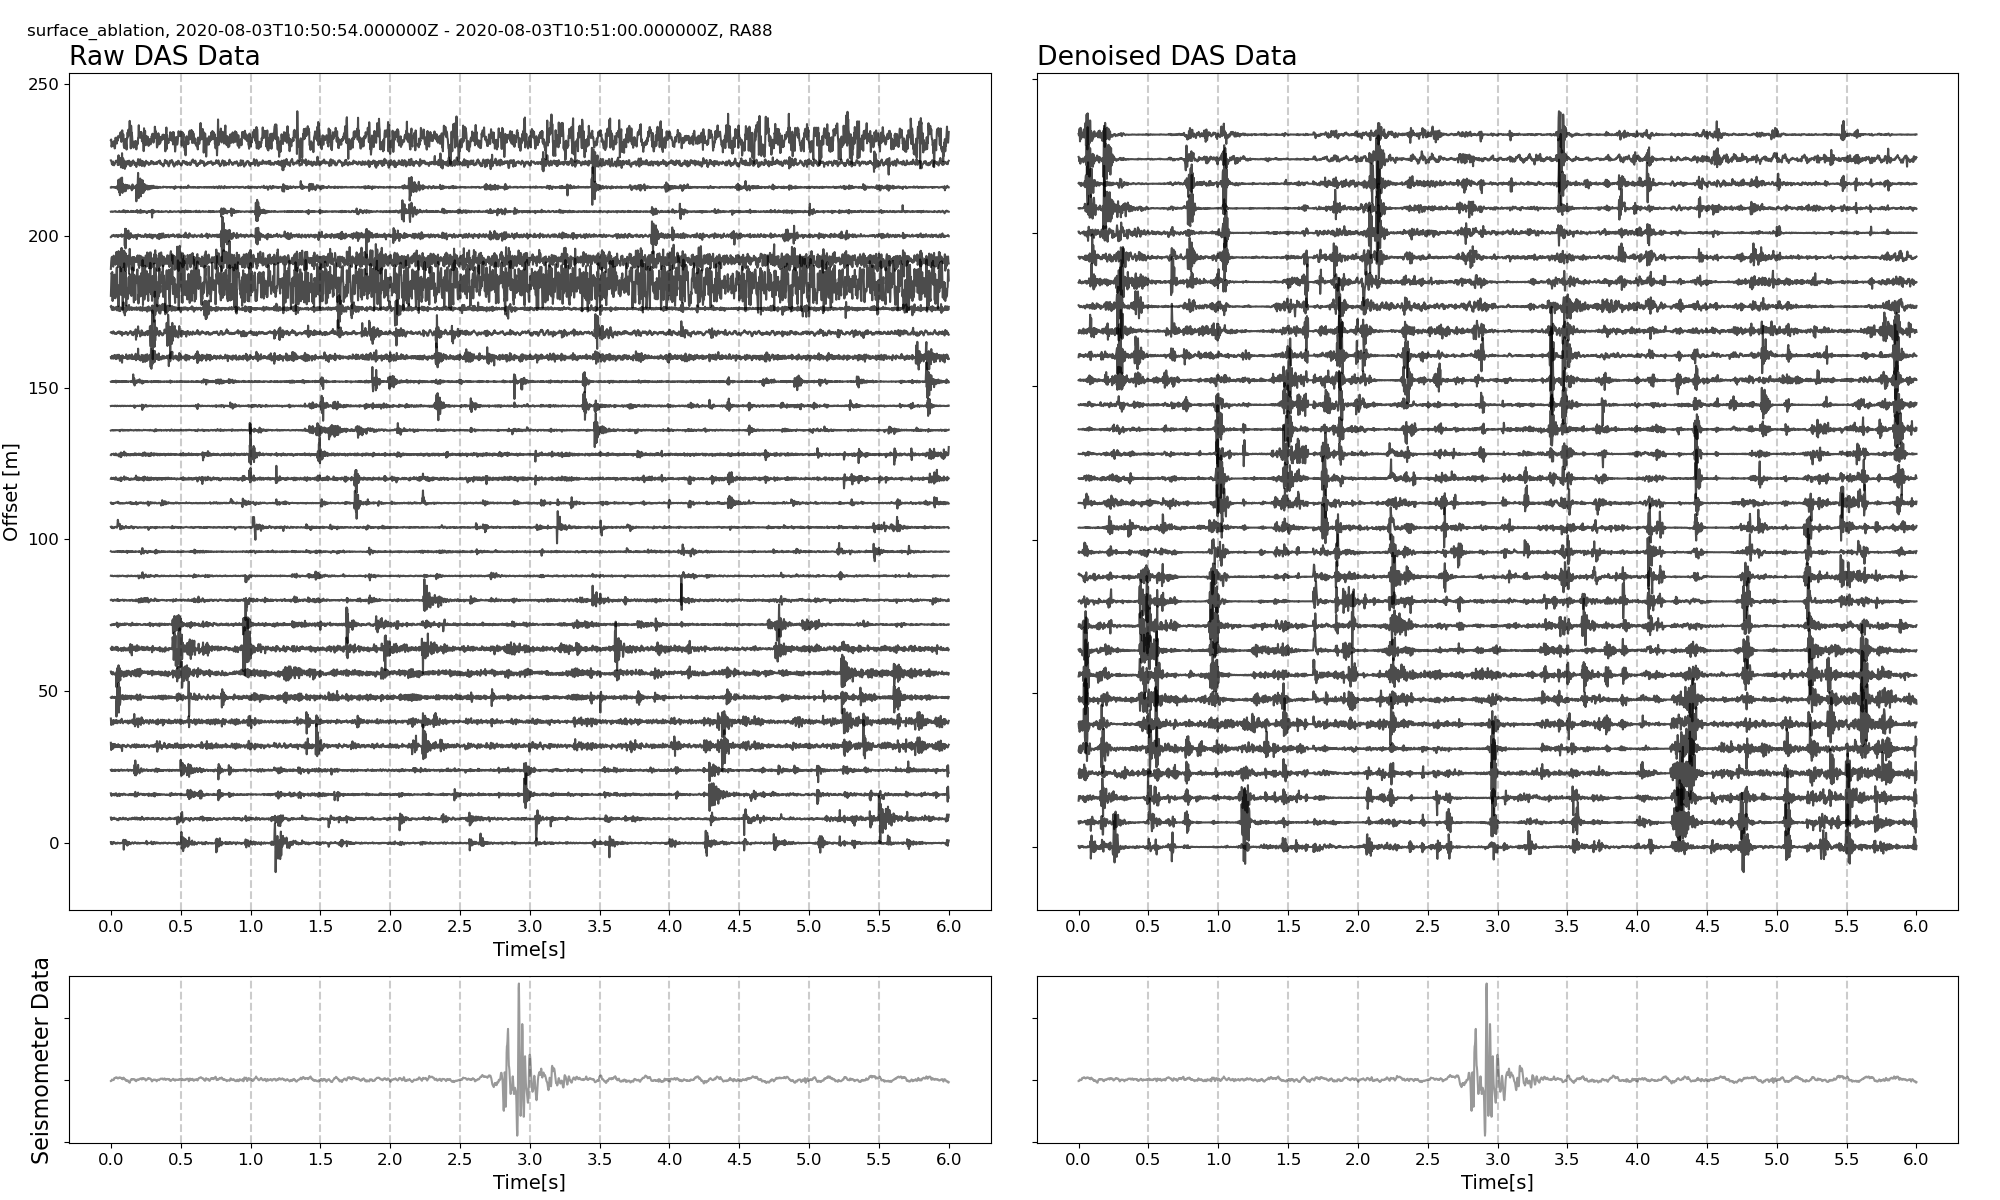 surface_ablation, 2020-08-03T10:50:54.000000Z - 2020-08-03T10:51:00.000000Z, RA88
Raw DAS Data
Denoised DAS Data
Offset [m]
250
200
150
100
50
0
0.0 0.5 1.0 1.5 2.0 2.5 3.0 3.5 4.0 4.5 5.0 5.5 6.0
Time[s]
0.0 0.5 1.0 1.5 2.0 2.5 3.0 3.5 4.0 4.5 5.0 5.5 6.0
Seismometer Data
0.0 0.5 1.0 1.5 2.0 2.5 3.0 3.5 4.0 4.5 5.0 5.5 6.0
Time[s]
0.0 0.5 1.0 1.5 2.0 2.5 3.0 3.5 4.0 4.5 5.0 5.5 6.0
Time[s]